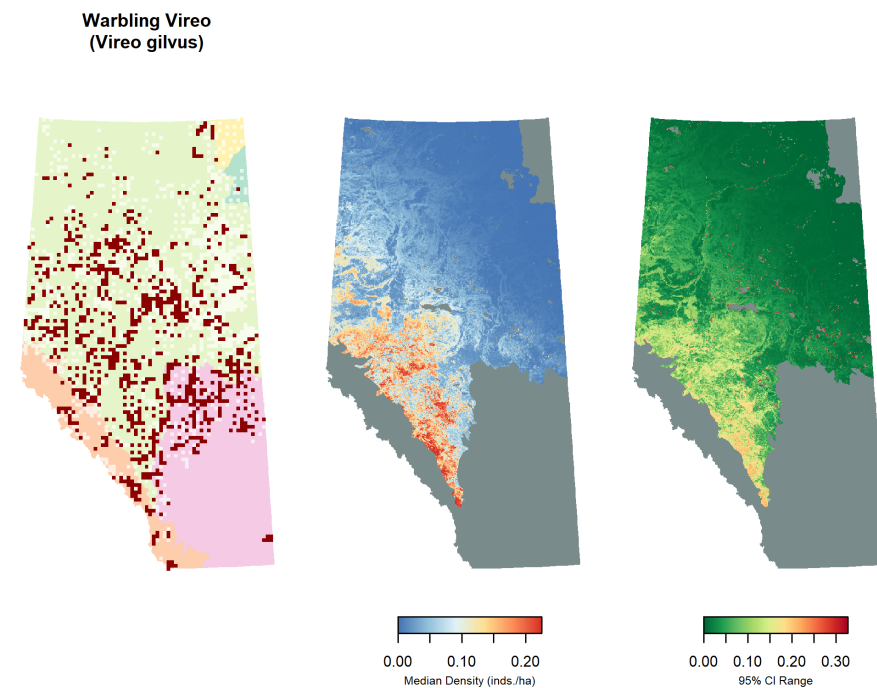 Warbling Vireo
(Vireo gilvus)
0.00 0.10 0.20
Median Density (inds./ha)
0.00 0.10 0.20 0.30
95% CI Range